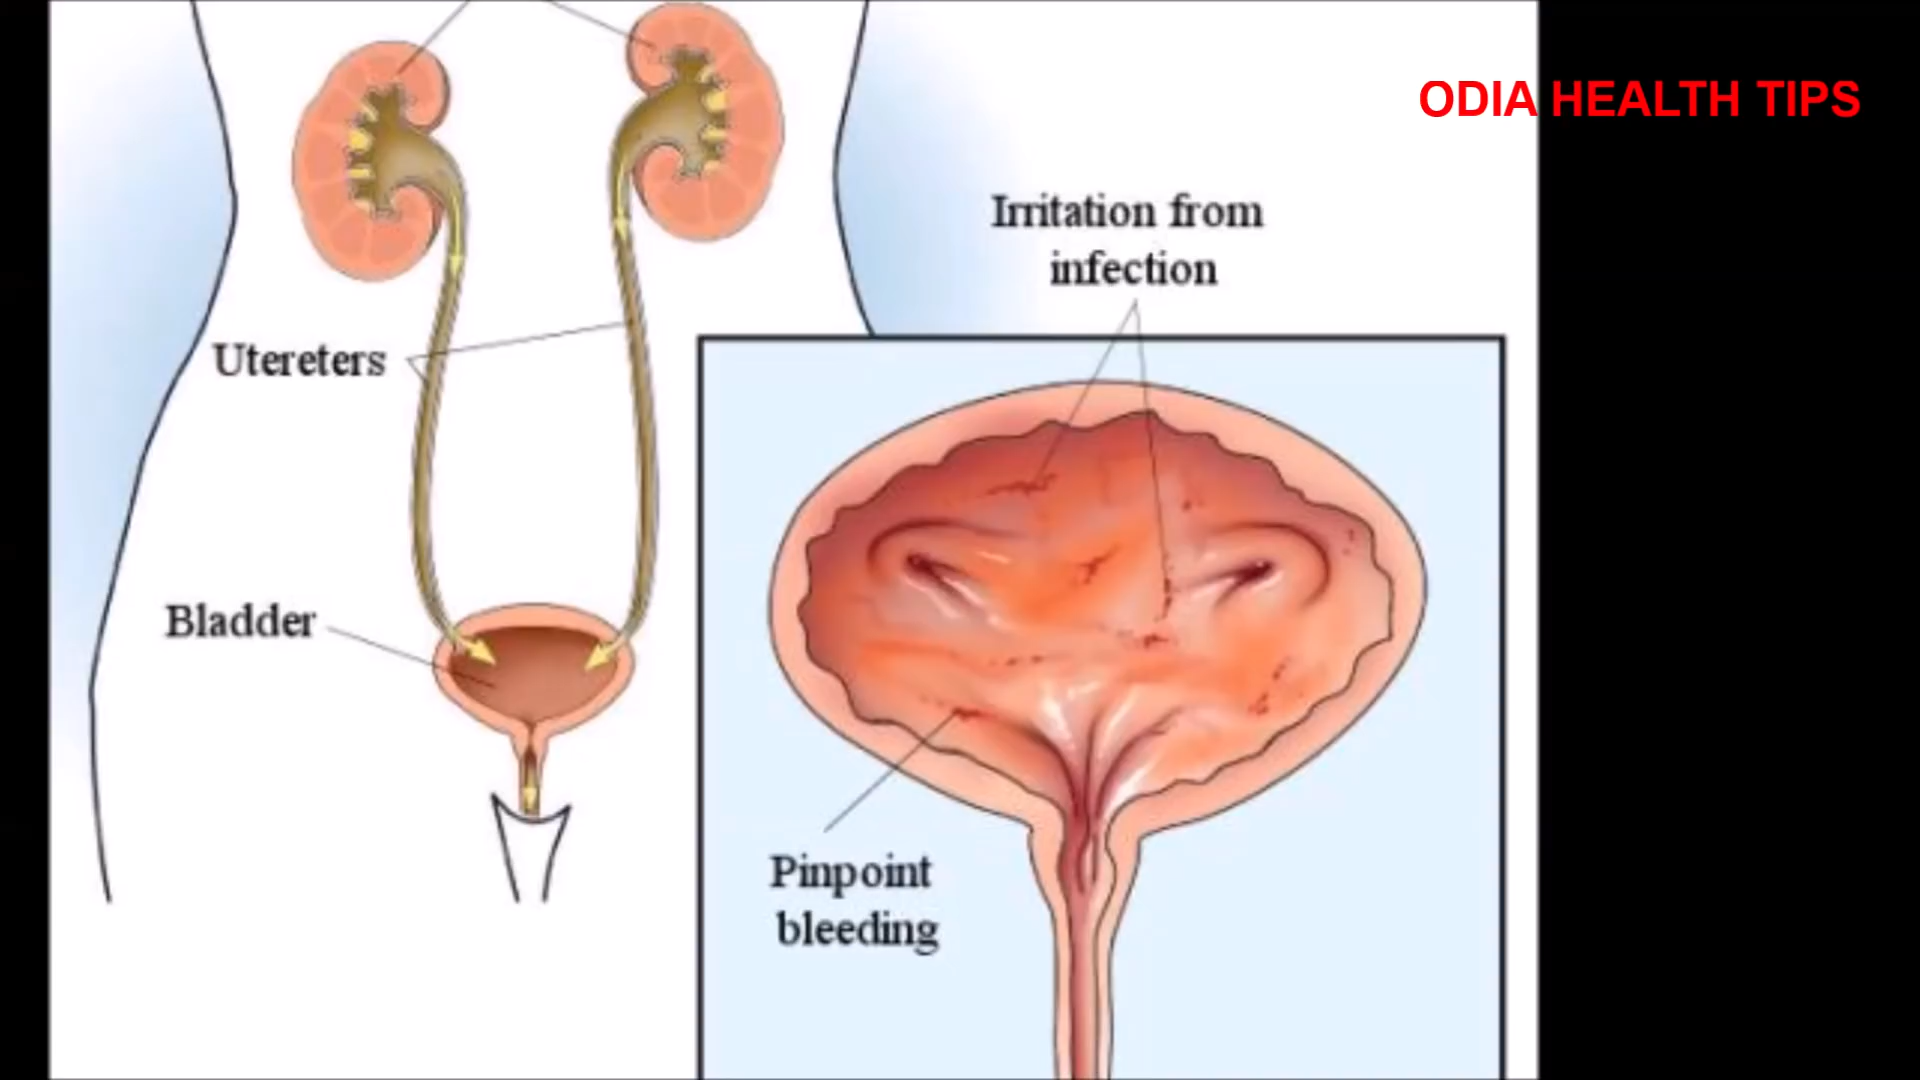 ODIA HEALTH TIPS
Irritation from
infection
Utereters
Bladder
Pinpoint
bleeding